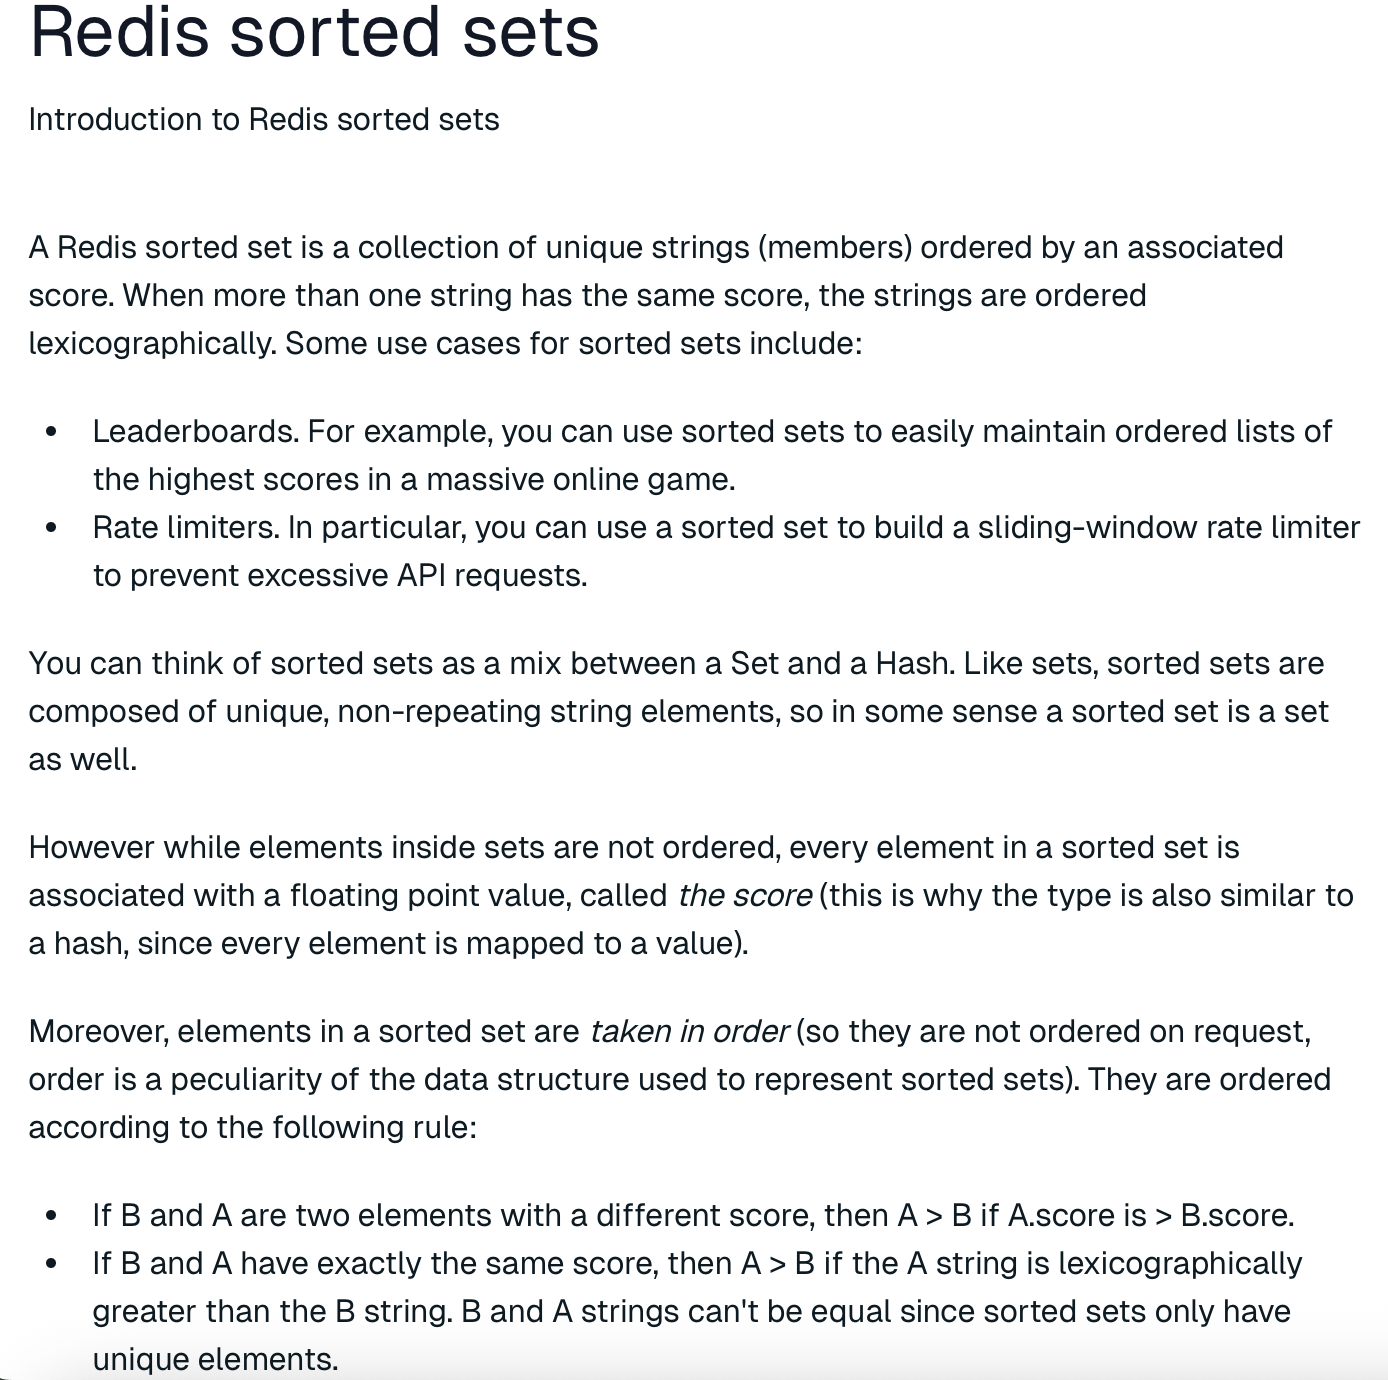 Redis sorted sets
Introduction to Redis sorted sets
A Redis sorted set is a collection of unique strings (members) ordered by an associated
score. When more than one string has the same score, the strings are ordered
lexicographically. Some use cases for sorted sets include:
• Leaderboards. For example, you can use sorted sets to easily maintain ordered lists of
the highest scores in a massive online game.
• Rate limiters. In particular, you can use a sorted set to build a sliding-window rate limiter
to prevent excessive API requests.
You can think of sorted sets as a mix between a Set and a Hash. Like sets, sorted sets are
composed of unique, non-repeating string elements, so in some sense a sorted set is a set
as well.
However while elements inside sets are not ordered, every element in a sorted set is
associated with a floating point value, called the score (this is why the type is also similar to
a hash, since every element is mapped to a value).
Moreover, elements in a sorted set are taken in order (so they are not ordered on request,
order is a peculiarity of the data structure used to represent sorted sets). They are ordered
according to the following rule:
• If B and A are two elements with a different score, then A > B if A.score is > B.score.
• If B and A have exactly the same score, then A > B if the A string is lexicographically
greater than the B string. B and A strings can't be equal since sorted sets only have
unique elements.